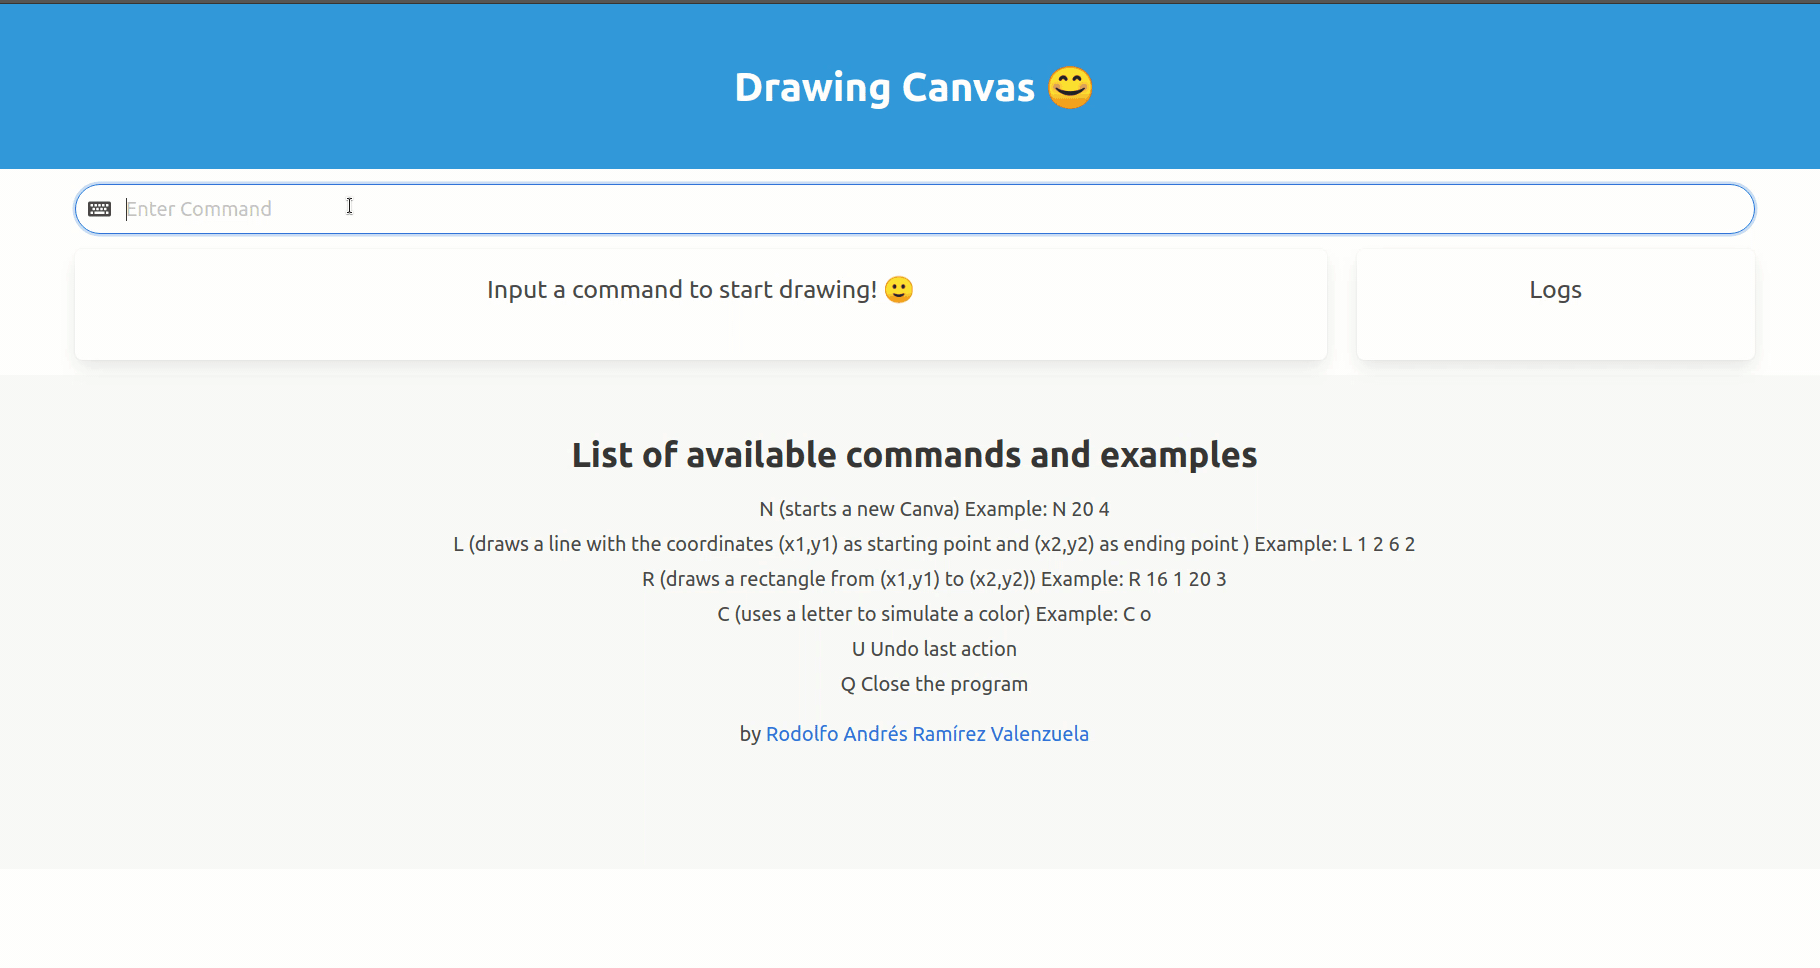 Drawing Canvas 😊
Enter Command
Input a command to start drawing! 🙂
Logs
List of available commands and examples
N (starts a new Canva) Example: N 20 4
L (draws a line with the coordinates (x1,y1) as starting point and (x2,y2) as ending point ) Example: L 1 2 6 2
R (draws a rectangle from (x1,y1) to (x2,y2)) Example: R 16 1 20 3
C (uses a letter to simulate a color) Example: C o
U Undo last action
Q Close the program
by Rodolfo Andrés Ramírez Valenzuela